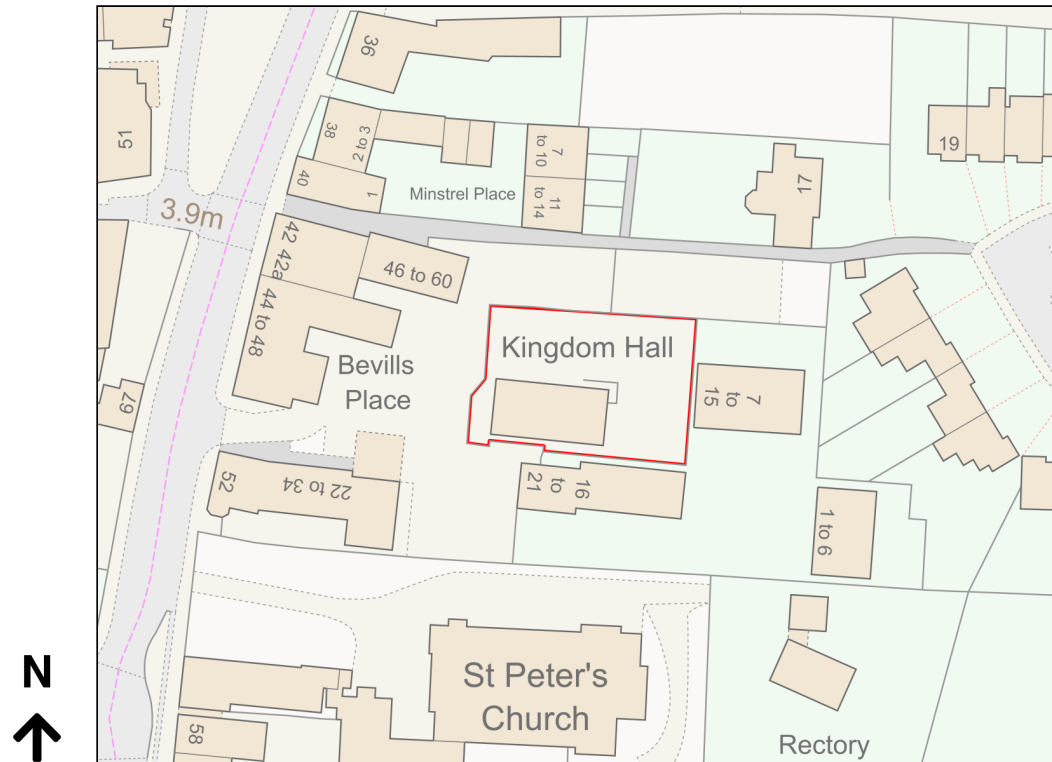 36
51
38
2 to 3
40
1
7
to 10
11
to 14
Minstrel Place
17
19
3.9m
42 42a
46 to 60
44 to 48
Kingdom Hall
Bevills
Place
7
to
15
67
52
22 to 34
16
to
21
1 to 6
N
St Peter's
Church
58
Rectory